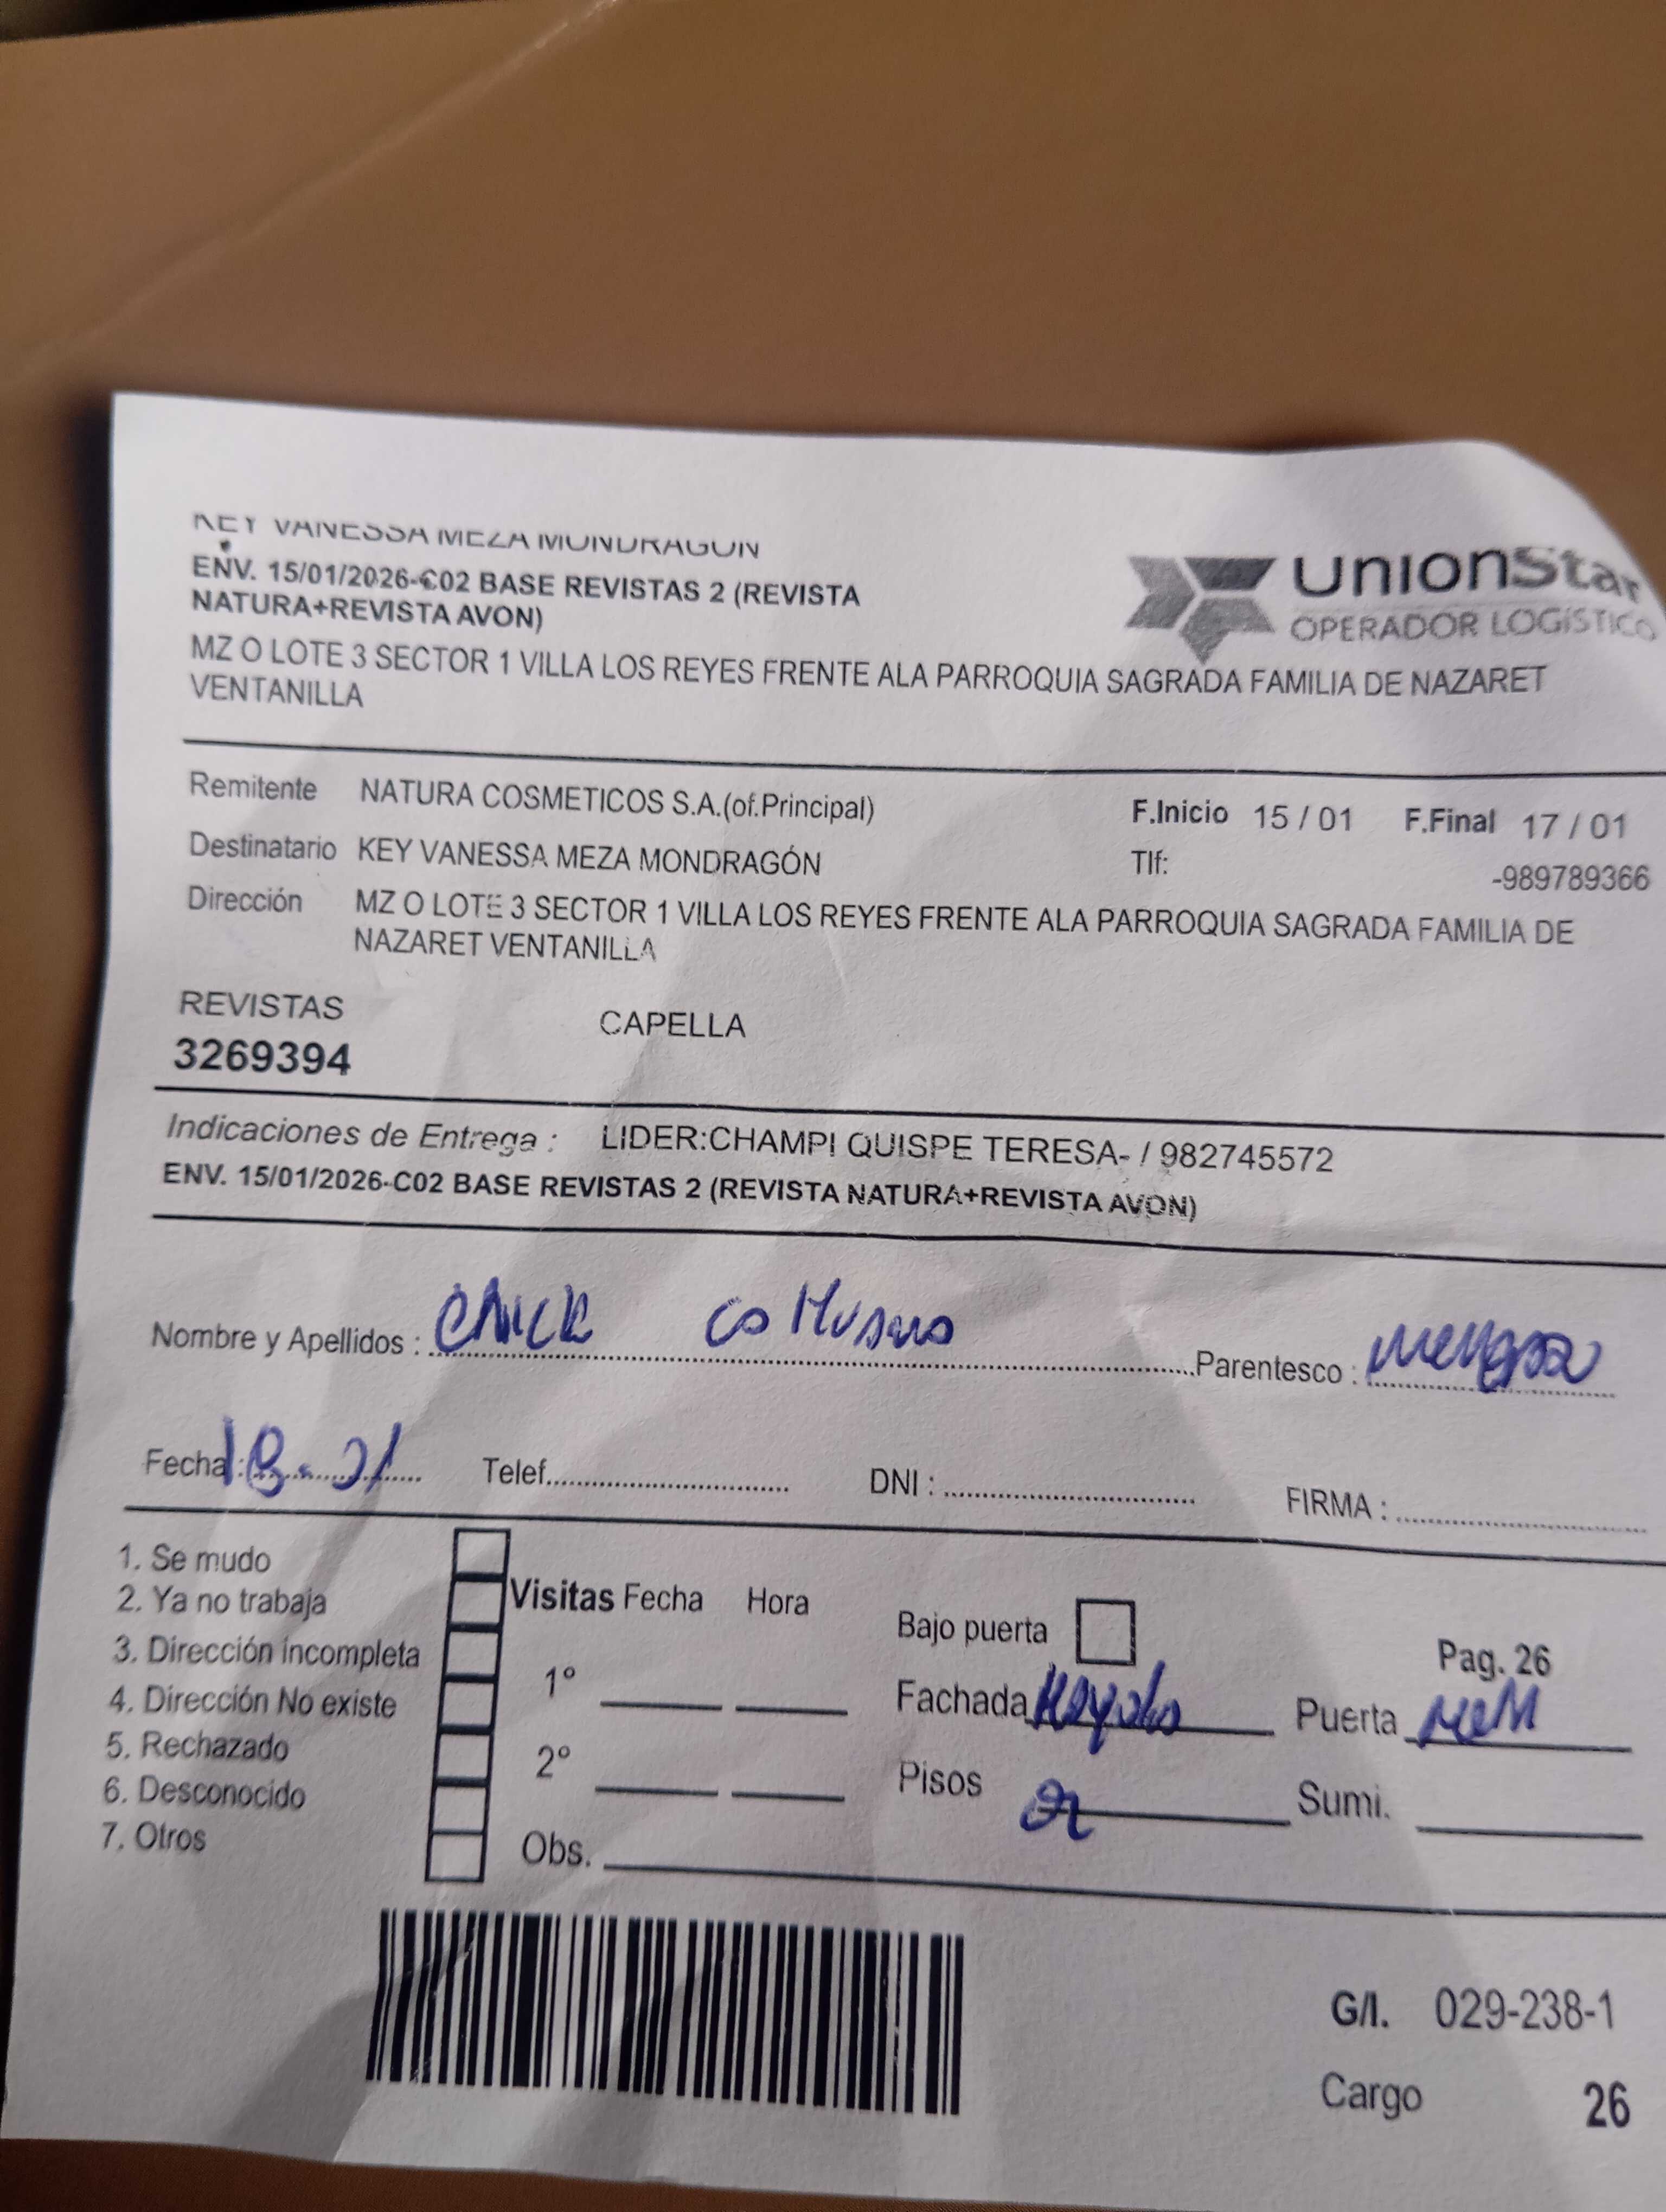 KEY VANESSA MEZA MONDRAGON
ENV. 15/01/2026-C02 BASE REVISTAS 2 (REVISTA
NATURA+REVISTA AVON)
UnionStar
OPERADOR LOGÍSTICO
MZ O LOTE 3 SECTOR 1 VILLA LOS REYES FRENTE ALA PARROQUIA SAGRADA FAMILIA DE NAZARET
VENTANILLA
Remitente NATURA COSMETICOS S.A.(of.Principal) F.Inicio 15 / 01 F.Final 17 / 01
Destinatario KEY VANESSA MEZA MONDRAGÓN Tlf: -989789366
Dirección MZ O LOTE 3 SECTOR 1 VILLA LOS REYES FRENTE ALA PARROQUIA SAGRADA FAMILIA DE
NAZARET VENTANILLA
REVISTAS CAPELLA
3269394
Indicaciones de Entrega : LIDER:CHAMPI QUISPE TERESA- / 982745572
ENV. 15/01/2026-C02 BASE REVISTAS 2 (REVISTA NATURA+REVISTA AVON)
Nombre y Apellidos : Parentesco :
Fecha : Telef. DNI : FIRMA :
1. Se mudo
2. Ya no trabaja
3. Dirección incompleta
4. Dirección No existe
5. Rechazado
6. Desconocido
7. Otros
Visitas Fecha Hora
1°
2°
Obs.
Bajo puerta
Pag. 26
Fachada Puerta
Pisos Sumi.
G/I. 029-238-1
Cargo 26